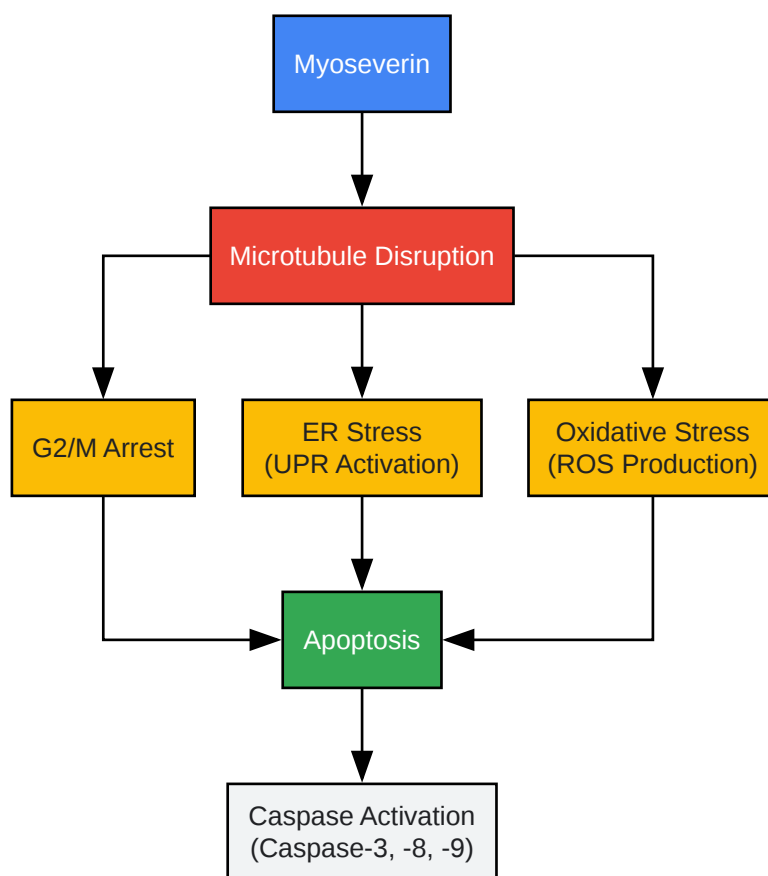 Myoseverin
Microtubule Disruption
G2/M Arrest
ER Stress
(UPR Activation)
Oxidative Stress
(ROS Production)
Apoptosis
Caspase Activation
(Caspase-3, -8, -9)